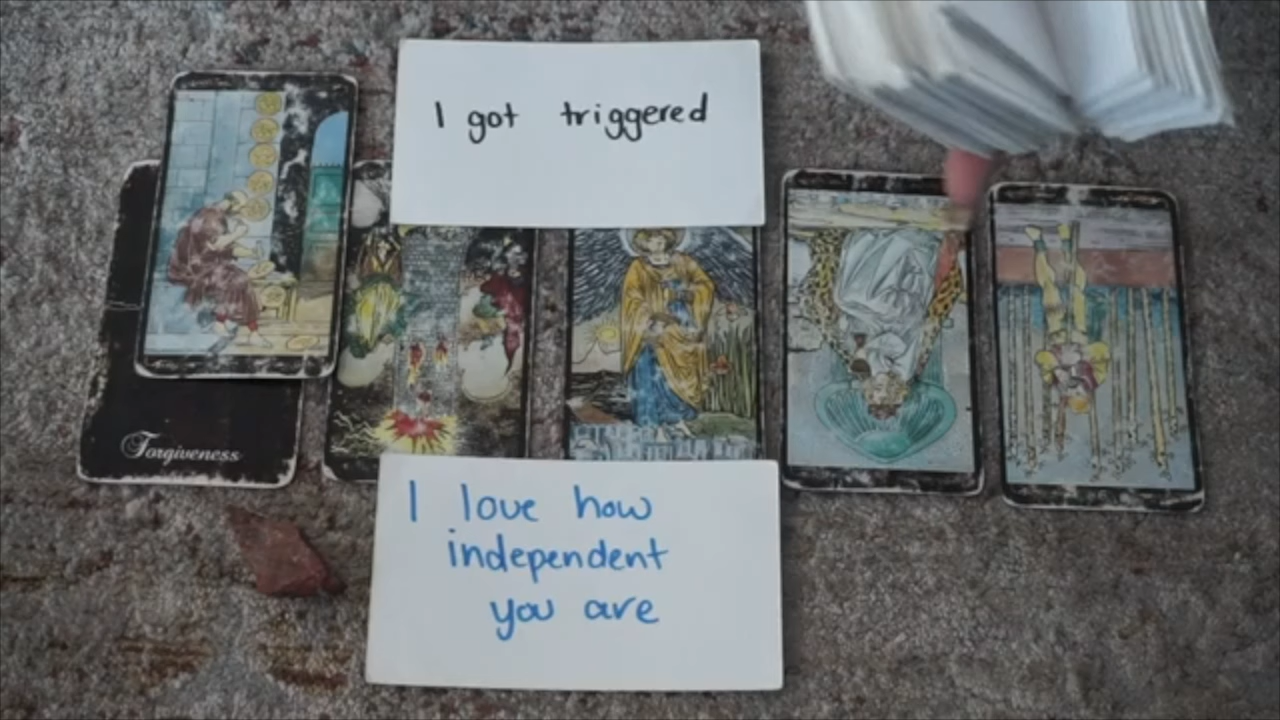 I got triggered
Forgiveness
I love how
independent
you are